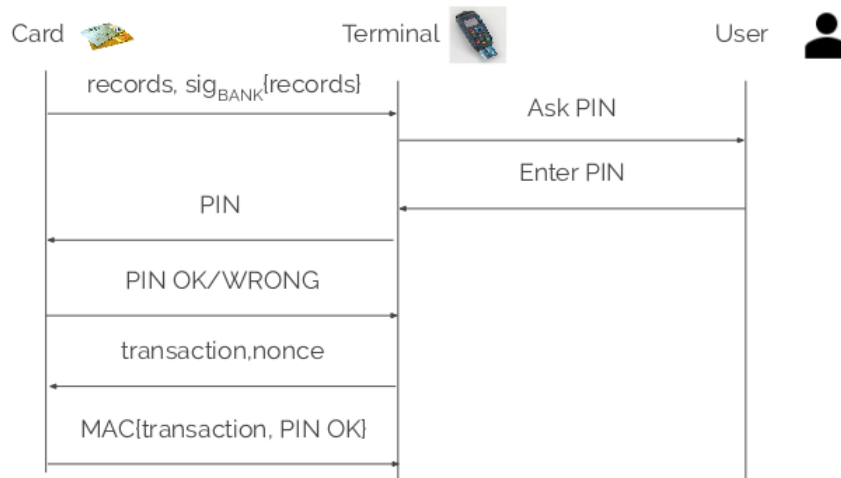 Card
Terminal
User
records, sig_BANK{records}
Ask PIN
Enter PIN
PIN
PIN OK/WRONG
transaction,nonce
MAC{transaction, PIN OK}